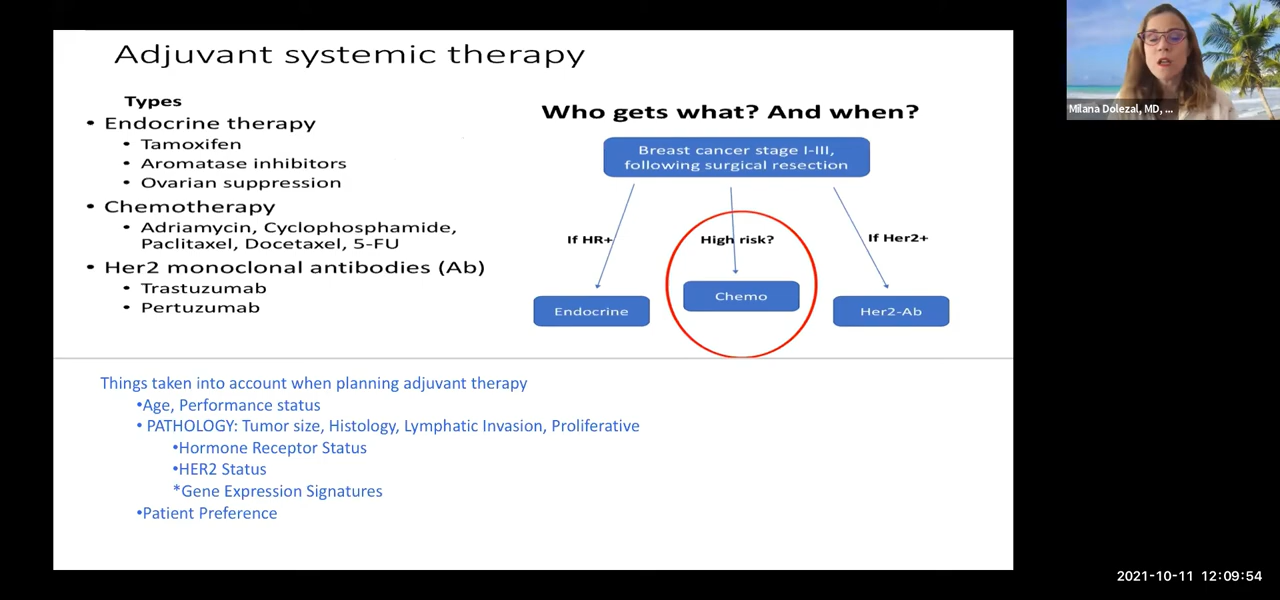 Adjuvant systemic therapy
Types
• Endocrine therapy
• Tamoxifen
• Aromatase inhibitors
• Ovarian suppression
• Chemotherapy
• Adriamycin, Cyclophosphamide,
Paclitaxel, Docetaxel, 5-FU
• Her2 monoclonal antibodies (Ab)
• Trastuzumab
• Pertuzumab
Who gets what? And when?
Breast cancer stage I-III,
following surgical resection
If HR+
High risk?
If Her2+
Endocrine
Chemo
Her2-Ab
Things taken into account when planning adjuvant therapy
•Age, Performance status
• PATHOLOGY: Tumor size, Histology, Lymphatic Invasion, Proliferative
•Hormone Receptor Status
•HER2 Status
*Gene Expression Signatures
•Patient Preference
Milana Dolezal, MD, ...
2021-10-11 12:09:54